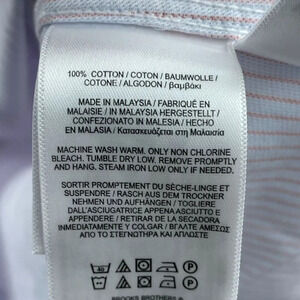 100% COTTON / COTON / BAUMWOLLE /
COTONE / ALGODON / βαμβάκι
MADE IN MALAYSIA / FABRIQUÉ EN
MALAISIE / IN MALAYSIA HERGESTELLT /
CONFEZIONATO IN MALESIA / HECHO
EN MALASIA / Κατασκευάζεται στη Μαλαισία
MACHINE WASH WARM. ONLY NON CHLORINE
BLEACH. TUMBLE DRY LOW. REMOVE PROMPTLY
AND HANG. STEAM IRON LOW ONLY IF NEEDED.
SORTIR PROMPTEMENT DU SÈCHE-LINGE ET
SUSPENDRE / RASCH AUS DEM TROCKNER
NEHMEN UND AUFHÄNGEN / TOGLIERE
DALL'ASCIUGATRICE APPENA ASCIUTTO E
APPENDERE / RETIRAR DE LA SECADORA
INMEDIATAMENTE Y COLGAR / ΒΓΑΛΤΕ ΑΜΕΣΩΣ
ΑΠΟ ΤΟ ΣΤΕΓΝΩΤΗΡΑ ΚΑΙ ΑΠΛΩΣΤΕ
BROOKS BROTHERS